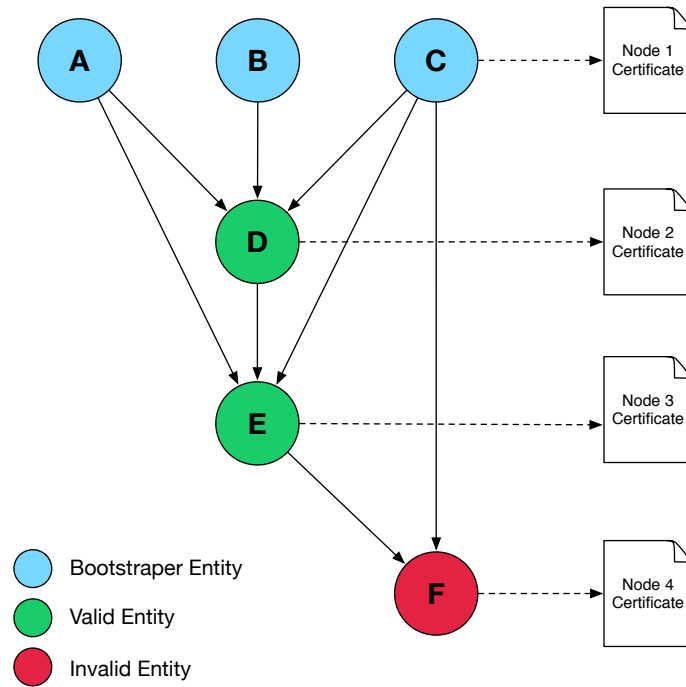 A
B
C
Node 1
Certificate
D
Node 2
Certificate
E
Node 3
Certificate
F
Node 4
Certificate
Bootstraper Entity
Valid Entity
Invalid Entity